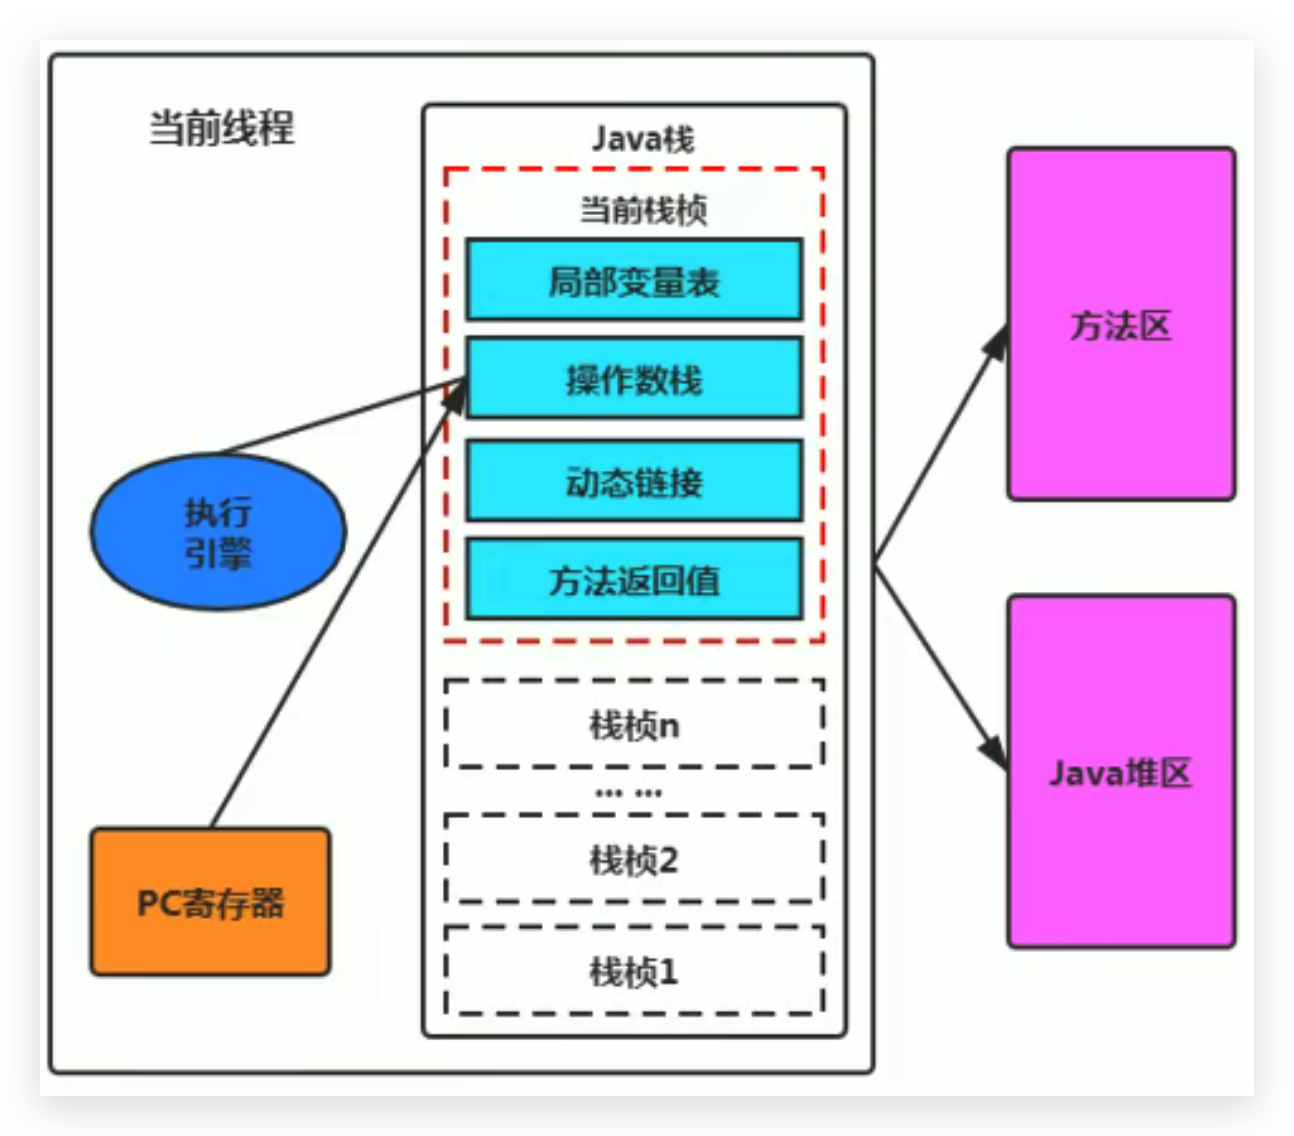 当前线程
Java栈
当前栈桢
局部变量表
操作数栈
动态链接
方法返回值
执行
引擎
栈桢n
... ...
栈桢2
栈桢1
PC寄存器
方法区
Java堆区